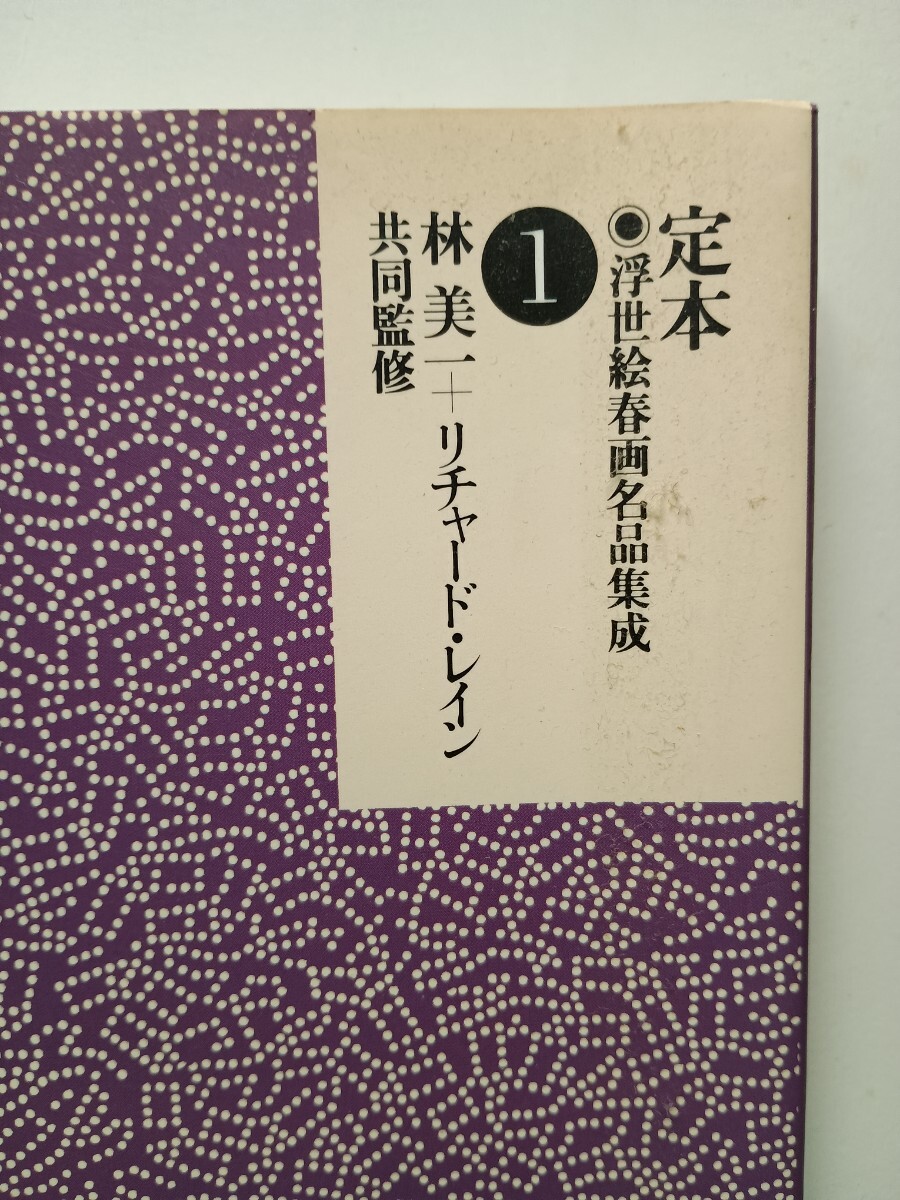 定本
◉浮世絵春画名品集成
1
林 美一＋リチャード・レイン
共同監修